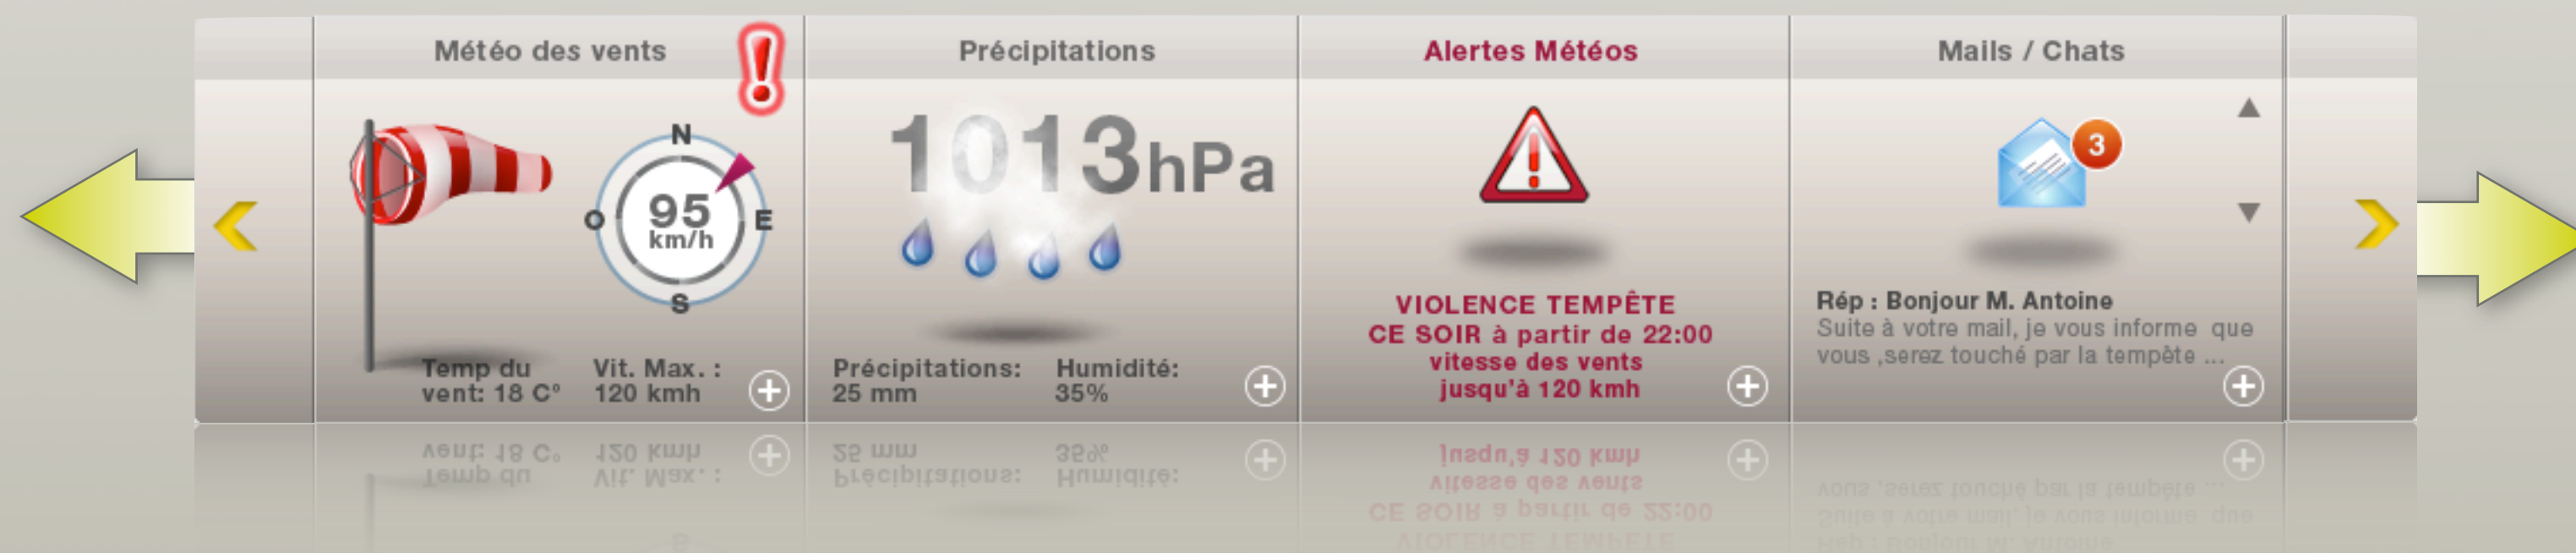 Météo des vents
N
O
95
km/h
E
S
Temp du
vent: 18 C°
Vit. Max. :
120 kmh
Précipitations
1013hPa
Précipitations:
25 mm
Humidité:
35%
Alertes Météos
VIOLENCE TEMPÊTE
CE SOIR à partir de 22:00
vitesse des vents
jusqu'à 120 kmh
Mails / Chats
3
Rép : Bonjour M. Antoine
Suite à votre mail, je vous informe que
vous ,serez touché par la tempête ...